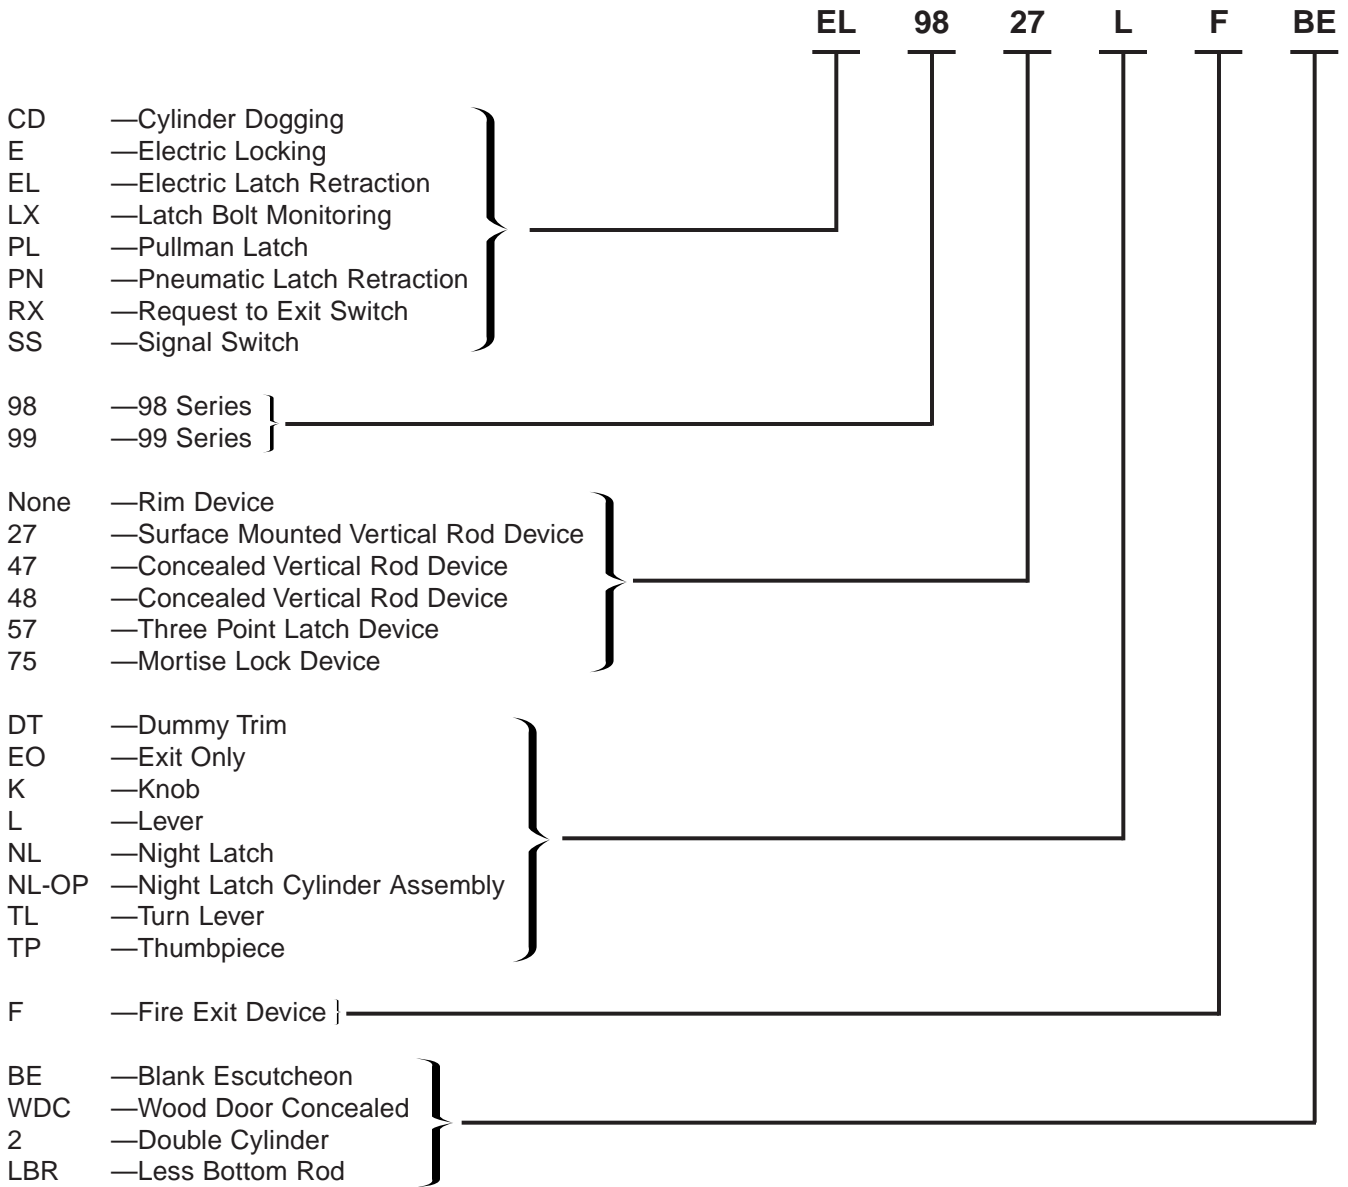 EL 98 27 L F BE
CD —Cylinder Dogging
E —Electric Locking
EL —Electric Latch Retraction
LX —Latch Bolt Monitoring
PL —Pullman Latch
PN —Pneumatic Latch Retraction
RX —Request to Exit Switch
SS —Signal Switch
98 —98 Series
99 —99 Series
None —Rim Device
27 —Surface Mounted Vertical Rod Device
47 —Concealed Vertical Rod Device
48 —Concealed Vertical Rod Device
57 —Three Point Latch Device
75 —Mortise Lock Device
DT —Dummy Trim
EO —Exit Only
K —Knob
L —Lever
NL —Night Latch
NL-OP —Night Latch Cylinder Assembly
TL —Turn Lever
TP —Thumbpiece
F —Fire Exit Device
BE —Blank Escutcheon
WDC —Wood Door Concealed
2 —Double Cylinder
LBR —Less Bottom Rod